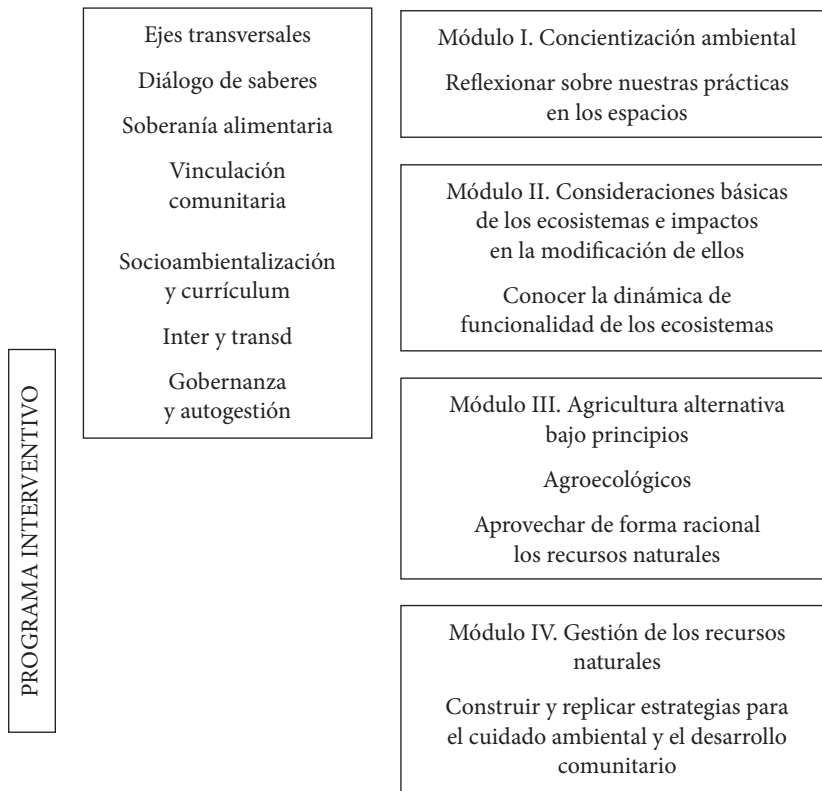 PROGRAMA INTERVENTIVO
Ejes transversales
Diálogo de saberes
Soberanía alimentaria
Vinculación
comunitaria
Socioambientalización
y currículum
Inter y transd
Gobernanza
y autogestión
Módulo I. Concientización ambiental
Reflexionar sobre nuestras prácticas
en los espacios
Módulo II. Consideraciones básicas
de los ecosistemas e impactos
en la modificación de ellos
Conocer la dinámica de
funcionalidad de los ecosistemas
Módulo III. Agricultura alternativa
bajo principios
Agroecológicos
Aprovechar de forma racional
los recursos naturales
Módulo IV. Gestión de los recursos
naturales
Construir y replicar estrategias para
el cuidado ambiental y el desarrollo
comunitario